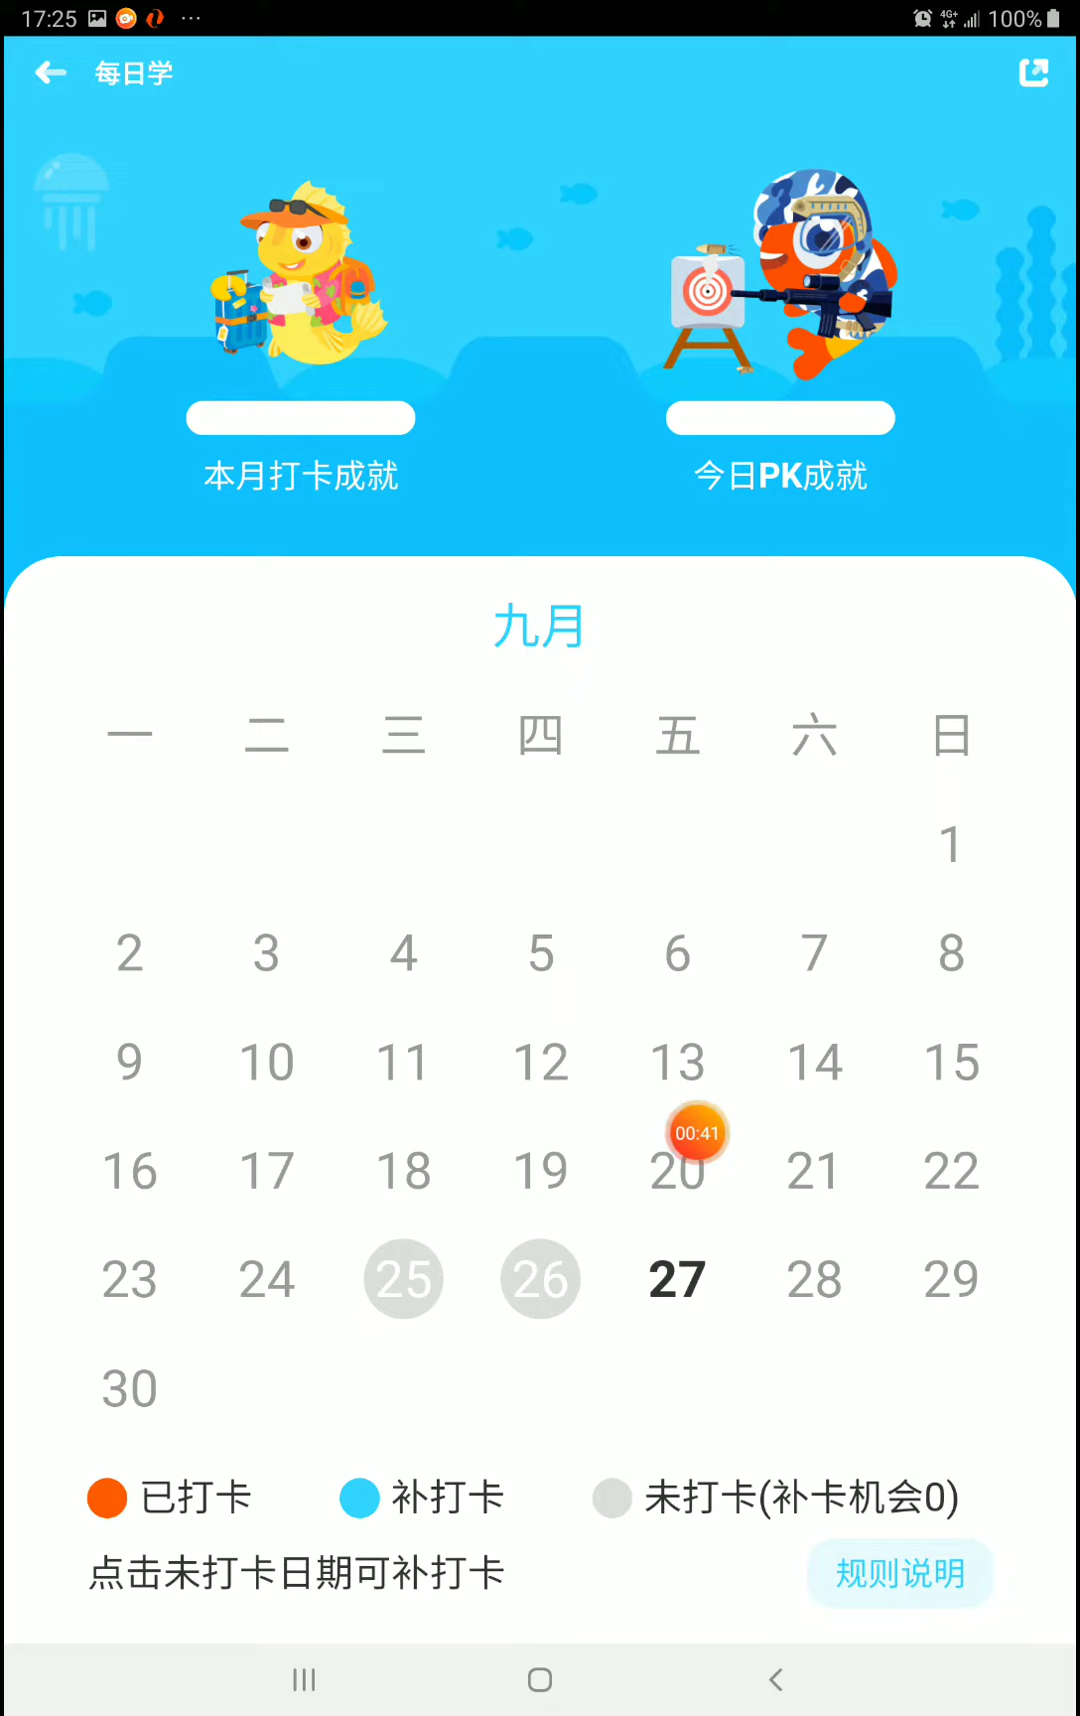 17:25 ... 4G+ 100%
每日学
本月打卡成就 今日PK成就
九月
一 二 三 四 五 六 日
1
2 3 4 5 6 7 8
9 10 11 12 13 14 15
00:41
16 17 18 19 20 21 22
23 24 25 26 27 28 29
30
已打卡 补打卡 未打卡(补卡机会0)
点击未打卡日期可补打卡 规则说明